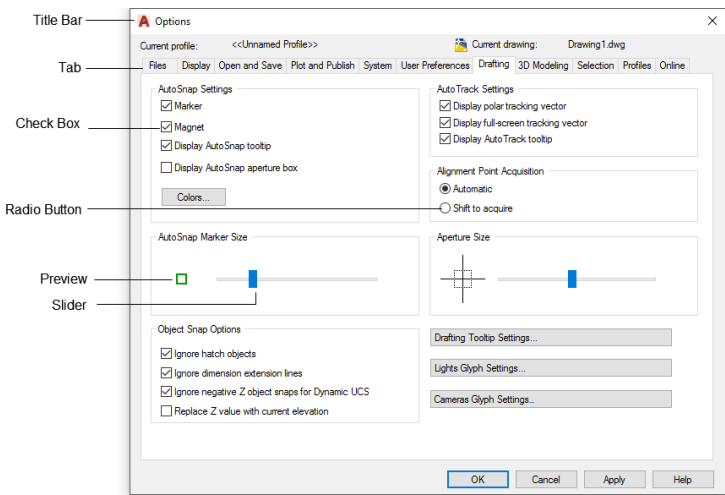 Title Bar
Options
Current profile: <<Unnamed Profile>> Current drawing: Drawing1.dwg
Tab
Files Display Open and Save Plot and Publish System User Preferences Drafting 3D Modeling Selection Profiles Online
AutoSnap Settings
Marker
Check Box
Magnet
Display AutoSnap tooltip
Display AutoSnap aperture box
Colors...
AutoTrack Settings
Display polar tracking vector
Display full-screen tracking vector
Display AutoTrack tooltip
Alignment Point Acquisition
Automatic
Radio Button
Shift to acquire
AutoSnap Marker Size
Preview
Slider
Aperture Size
Object Snap Options
Ignore hatch objects
Ignore dimension extension lines
Ignore negative Z object snaps for Dynamic UCS
Replace Z value with current elevation
Drafting Tooltip Settings...
Lights Glyph Settings...
Cameras Glyph Settings..
OK Cancel Apply Help